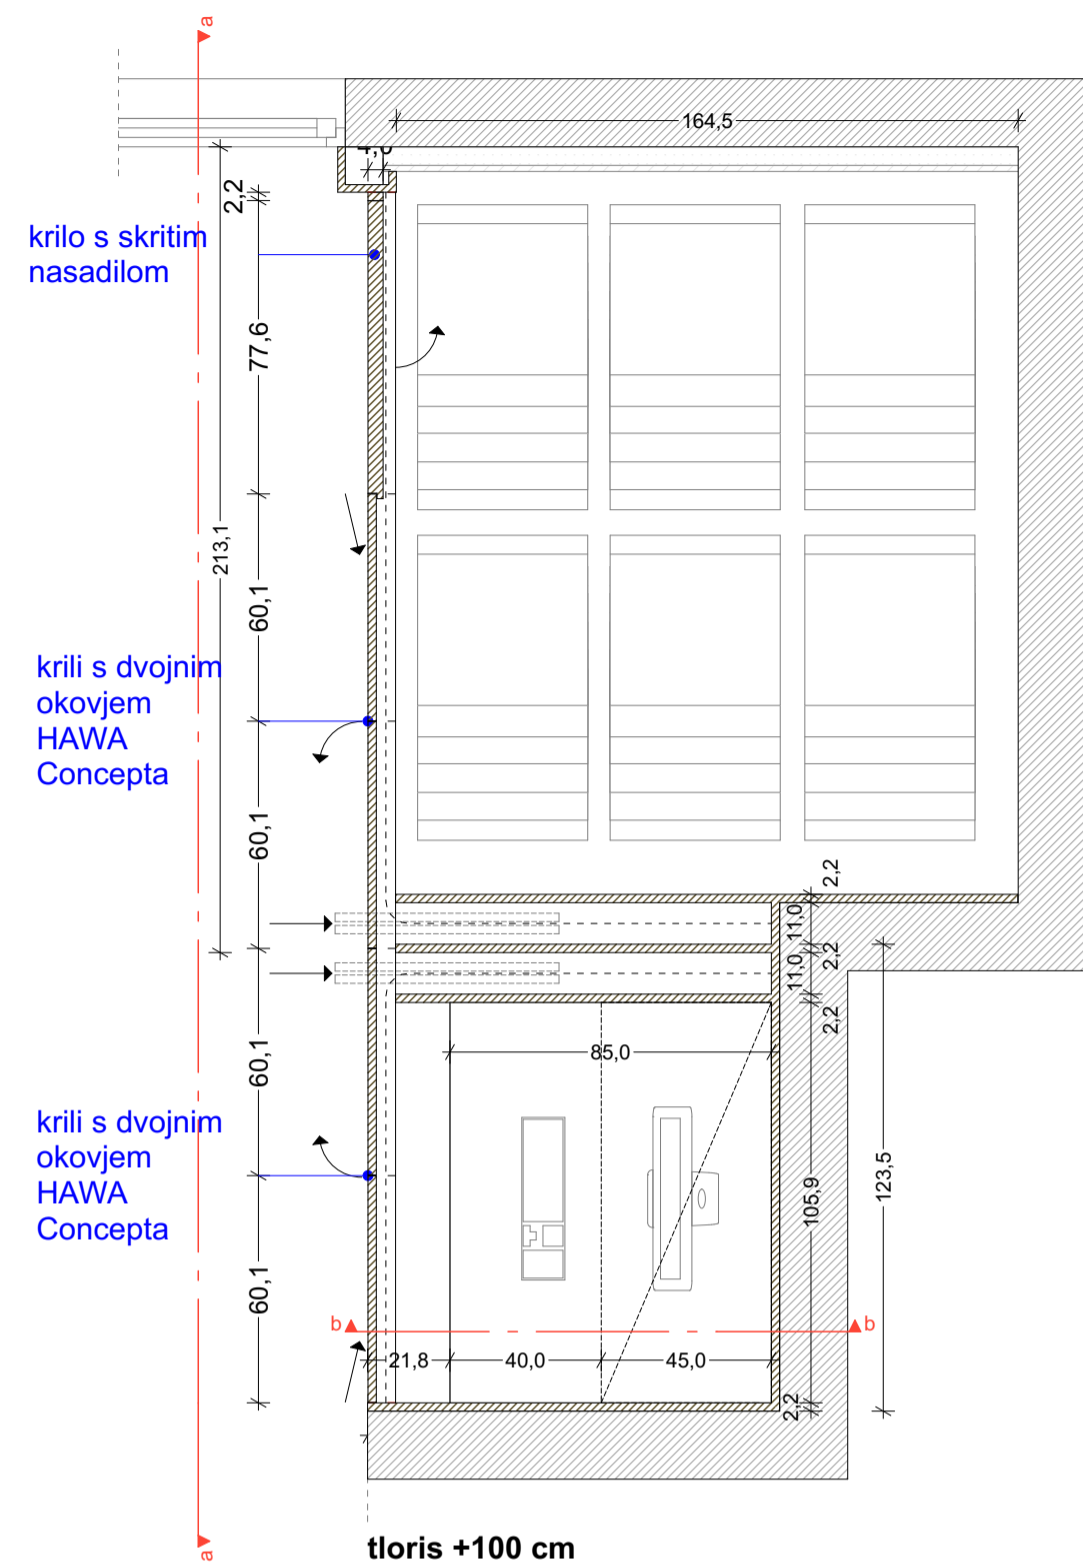 a
164,5
2,2
krilo s skritim
nasadilom
77,6
213,1
60,1
krili s dvojnim
okovjem
HAWA
Concepta
60,1
2,2
11,0
2,2
11,0
2,2
85,0
60,1
krili s dvojnim
okovjem
HAWA
Concepta
105,9
123,5
60,1
b
b
21,8
40,0
45,0
2,2
tloris +100 cm
a